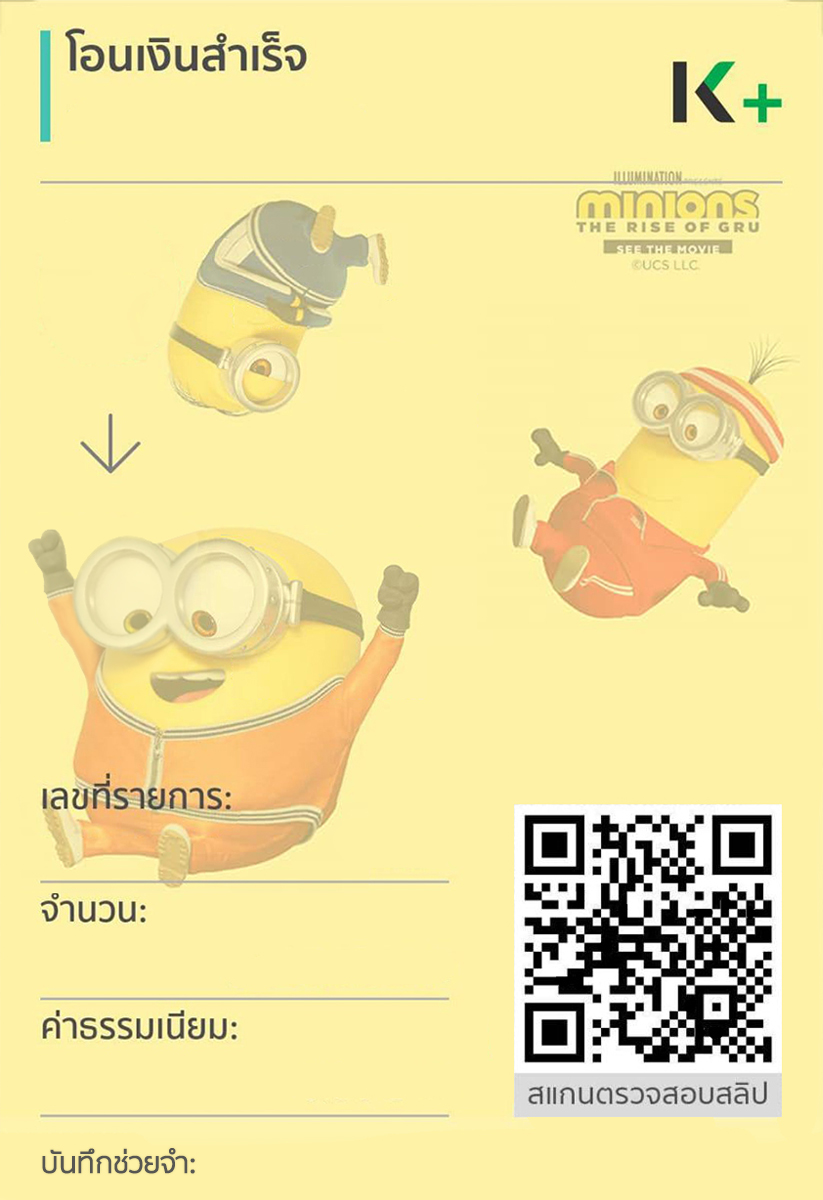 โอนเงินสำเร็จ
K+
ILLUMINATION PRESENTS
minions
THE RISE OF GRU
SEE THE MOVIE
©UCS LLC.
เลขที่รายการ:
จำนวน:
ค่าธรรมเนียม:
สแกนตรวจสอบสลิป
บันทึกช่วยจำ: